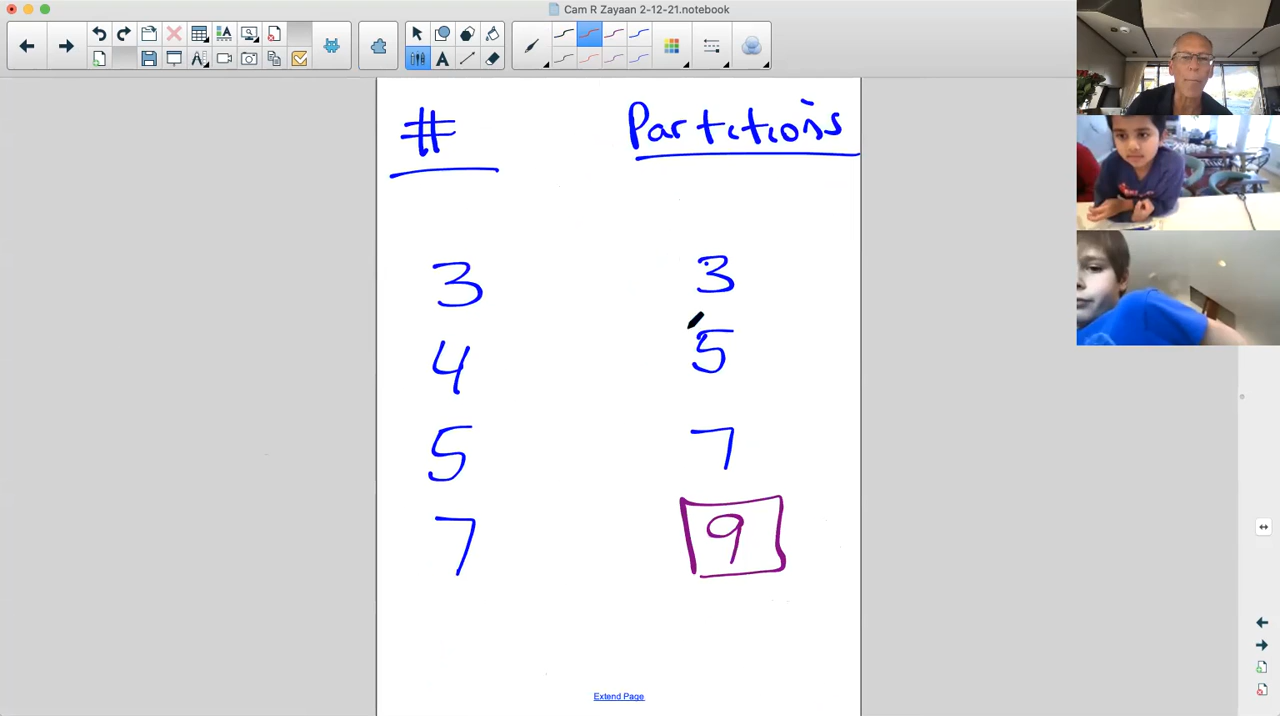 Cam R Zayaan 2-12-21.notebook
# Partitions
3 3
4 5
5 7
7 9
Extend Page